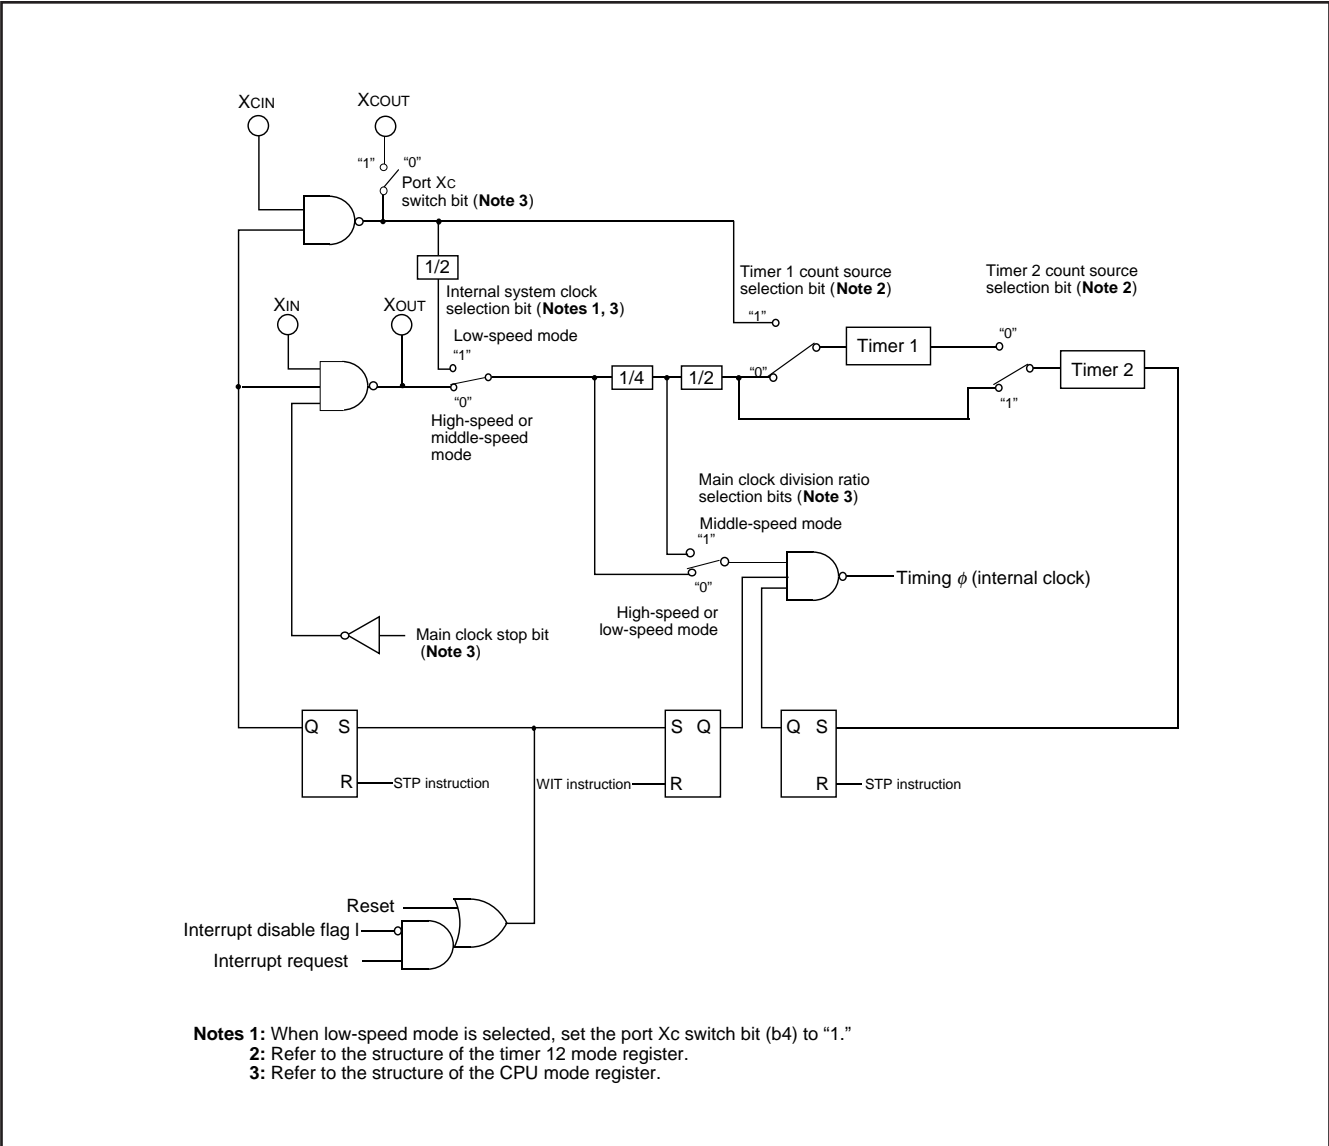 XCIN
XCOUT
“1”
“0”
Port XC
switch bit (Note 3)
1/2
Internal system clock
selection bit (Notes 1, 3)
Low-speed mode
“1”
XIN
XOUT
“0”
High-speed or
middle-speed
mode
1/4
1/2
Timer 1 count source
selection bit (Note 2)
“1”
“0”
Timer 1
Timer 2 count source
selection bit (Note 2)
“0”
“1”
Timer 2
Main clock division ratio
selection bits (Note 3)
Middle-speed mode
“1”
“0”
High-speed or
low-speed mode
Timing ϕ (internal clock)
Main clock stop bit
(Note 3)
Q S
R
STP instruction
WIT instruction
S Q
R
Q S
R
STP instruction
Reset
Interrupt disable flag I
Interrupt request
Notes 1: When low-speed mode is selected, set the port Xc switch bit (b4) to “1.”
2: Refer to the structure of the timer 12 mode register.
3: Refer to the structure of the CPU mode register.